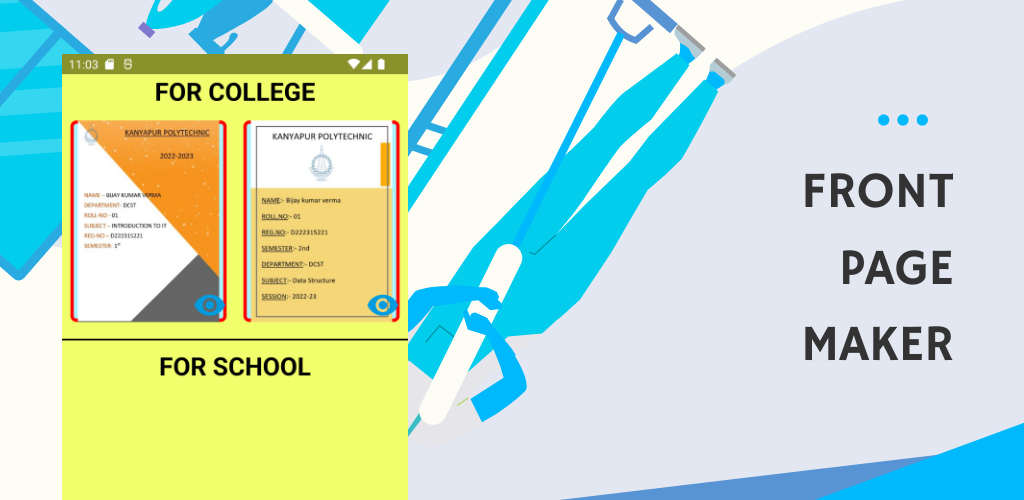 11:03
FOR COLLEGE
KANYAPUR POLYTECHNIC
2022-2023
NAME :- BIJAY KUMAR VERMA
DEPARTMENT:- DCST
ROLL-NO - 01
SUBJECT :- INTRODUCTION TO IT
REG-NO :- D222315221
SEMESTER- 1ST
KANYAPUR POLYTECHNIC
NAME:- Bijay kumar verma
ROLL.NO:- 01
REG.NO:- D222315221
SEMESTER:- 2nd
DEPARTMENT:- DCST
SUBJECT:- Data Structure
SESSION:- 2022-23
FOR SCHOOL
FRONT
PAGE
MAKER